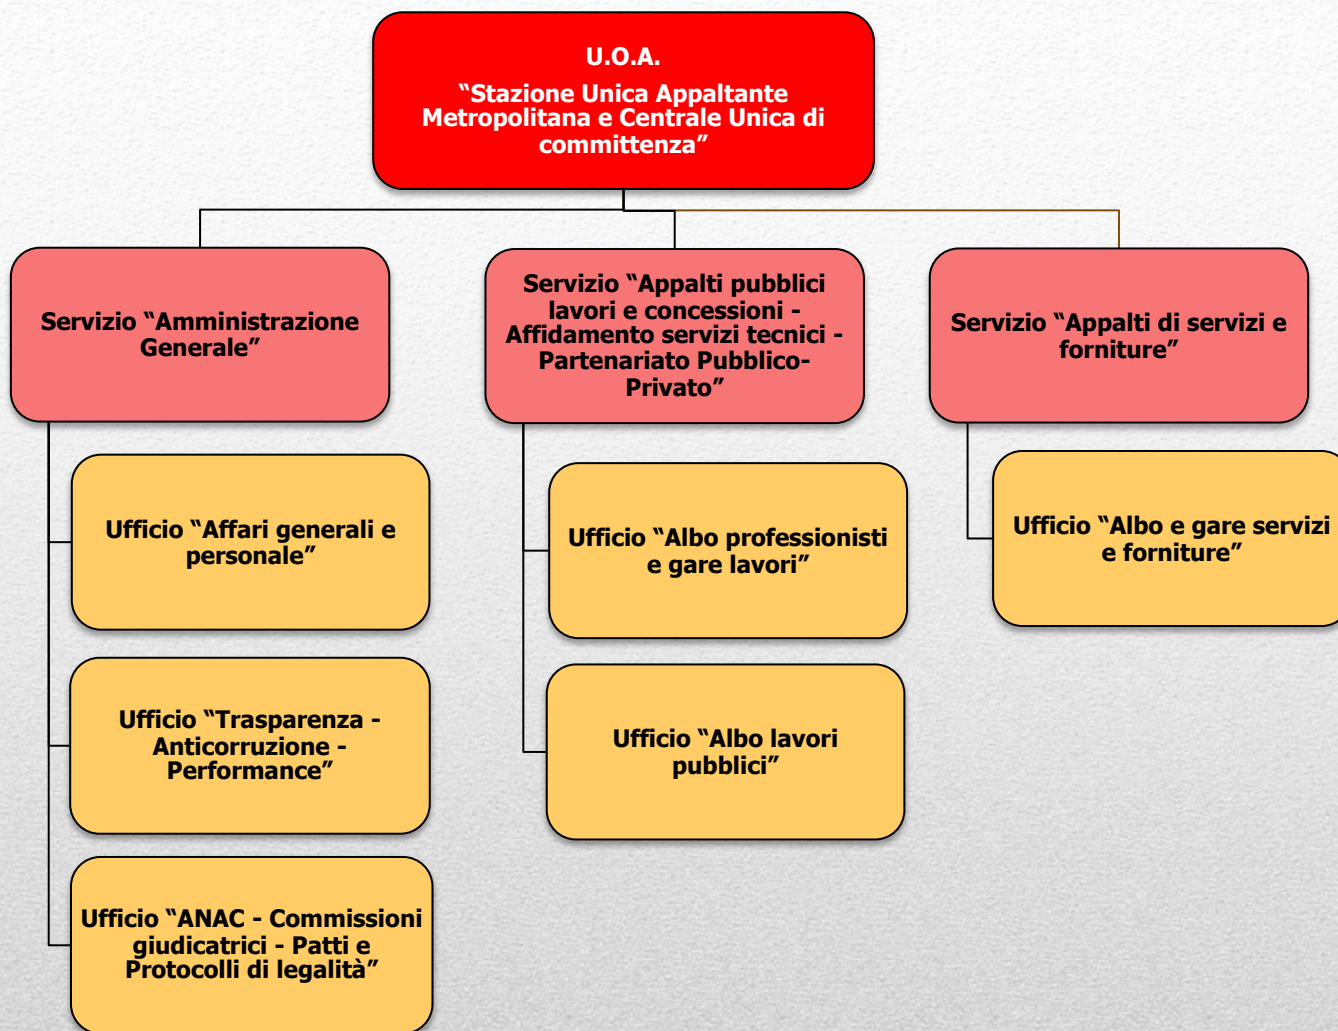 U.O.A.
“Stazione Unica Appaltante
Metropolitana e Centrale Unica di
committenza”
Servizio “Amministrazione
Generale”
Servizio “Appalti pubblici
lavori e concessioni -
Affidamento servizi tecnici -
Partenariato Pubblico-
Privato”
Servizio “Appalti di servizi e
forniture”
Ufficio “Affari generali e
personale”
Ufficio “Albo professionisti
e gare lavori”
Ufficio “Albo e gare servizi
e forniture”
Ufficio “Trasparenza -
Anticorruzione -
Performance”
Ufficio “Albo lavori
pubblici”
Ufficio “ANAC - Commissioni
giudicatrici - Patti e
Protocolli di legalità”